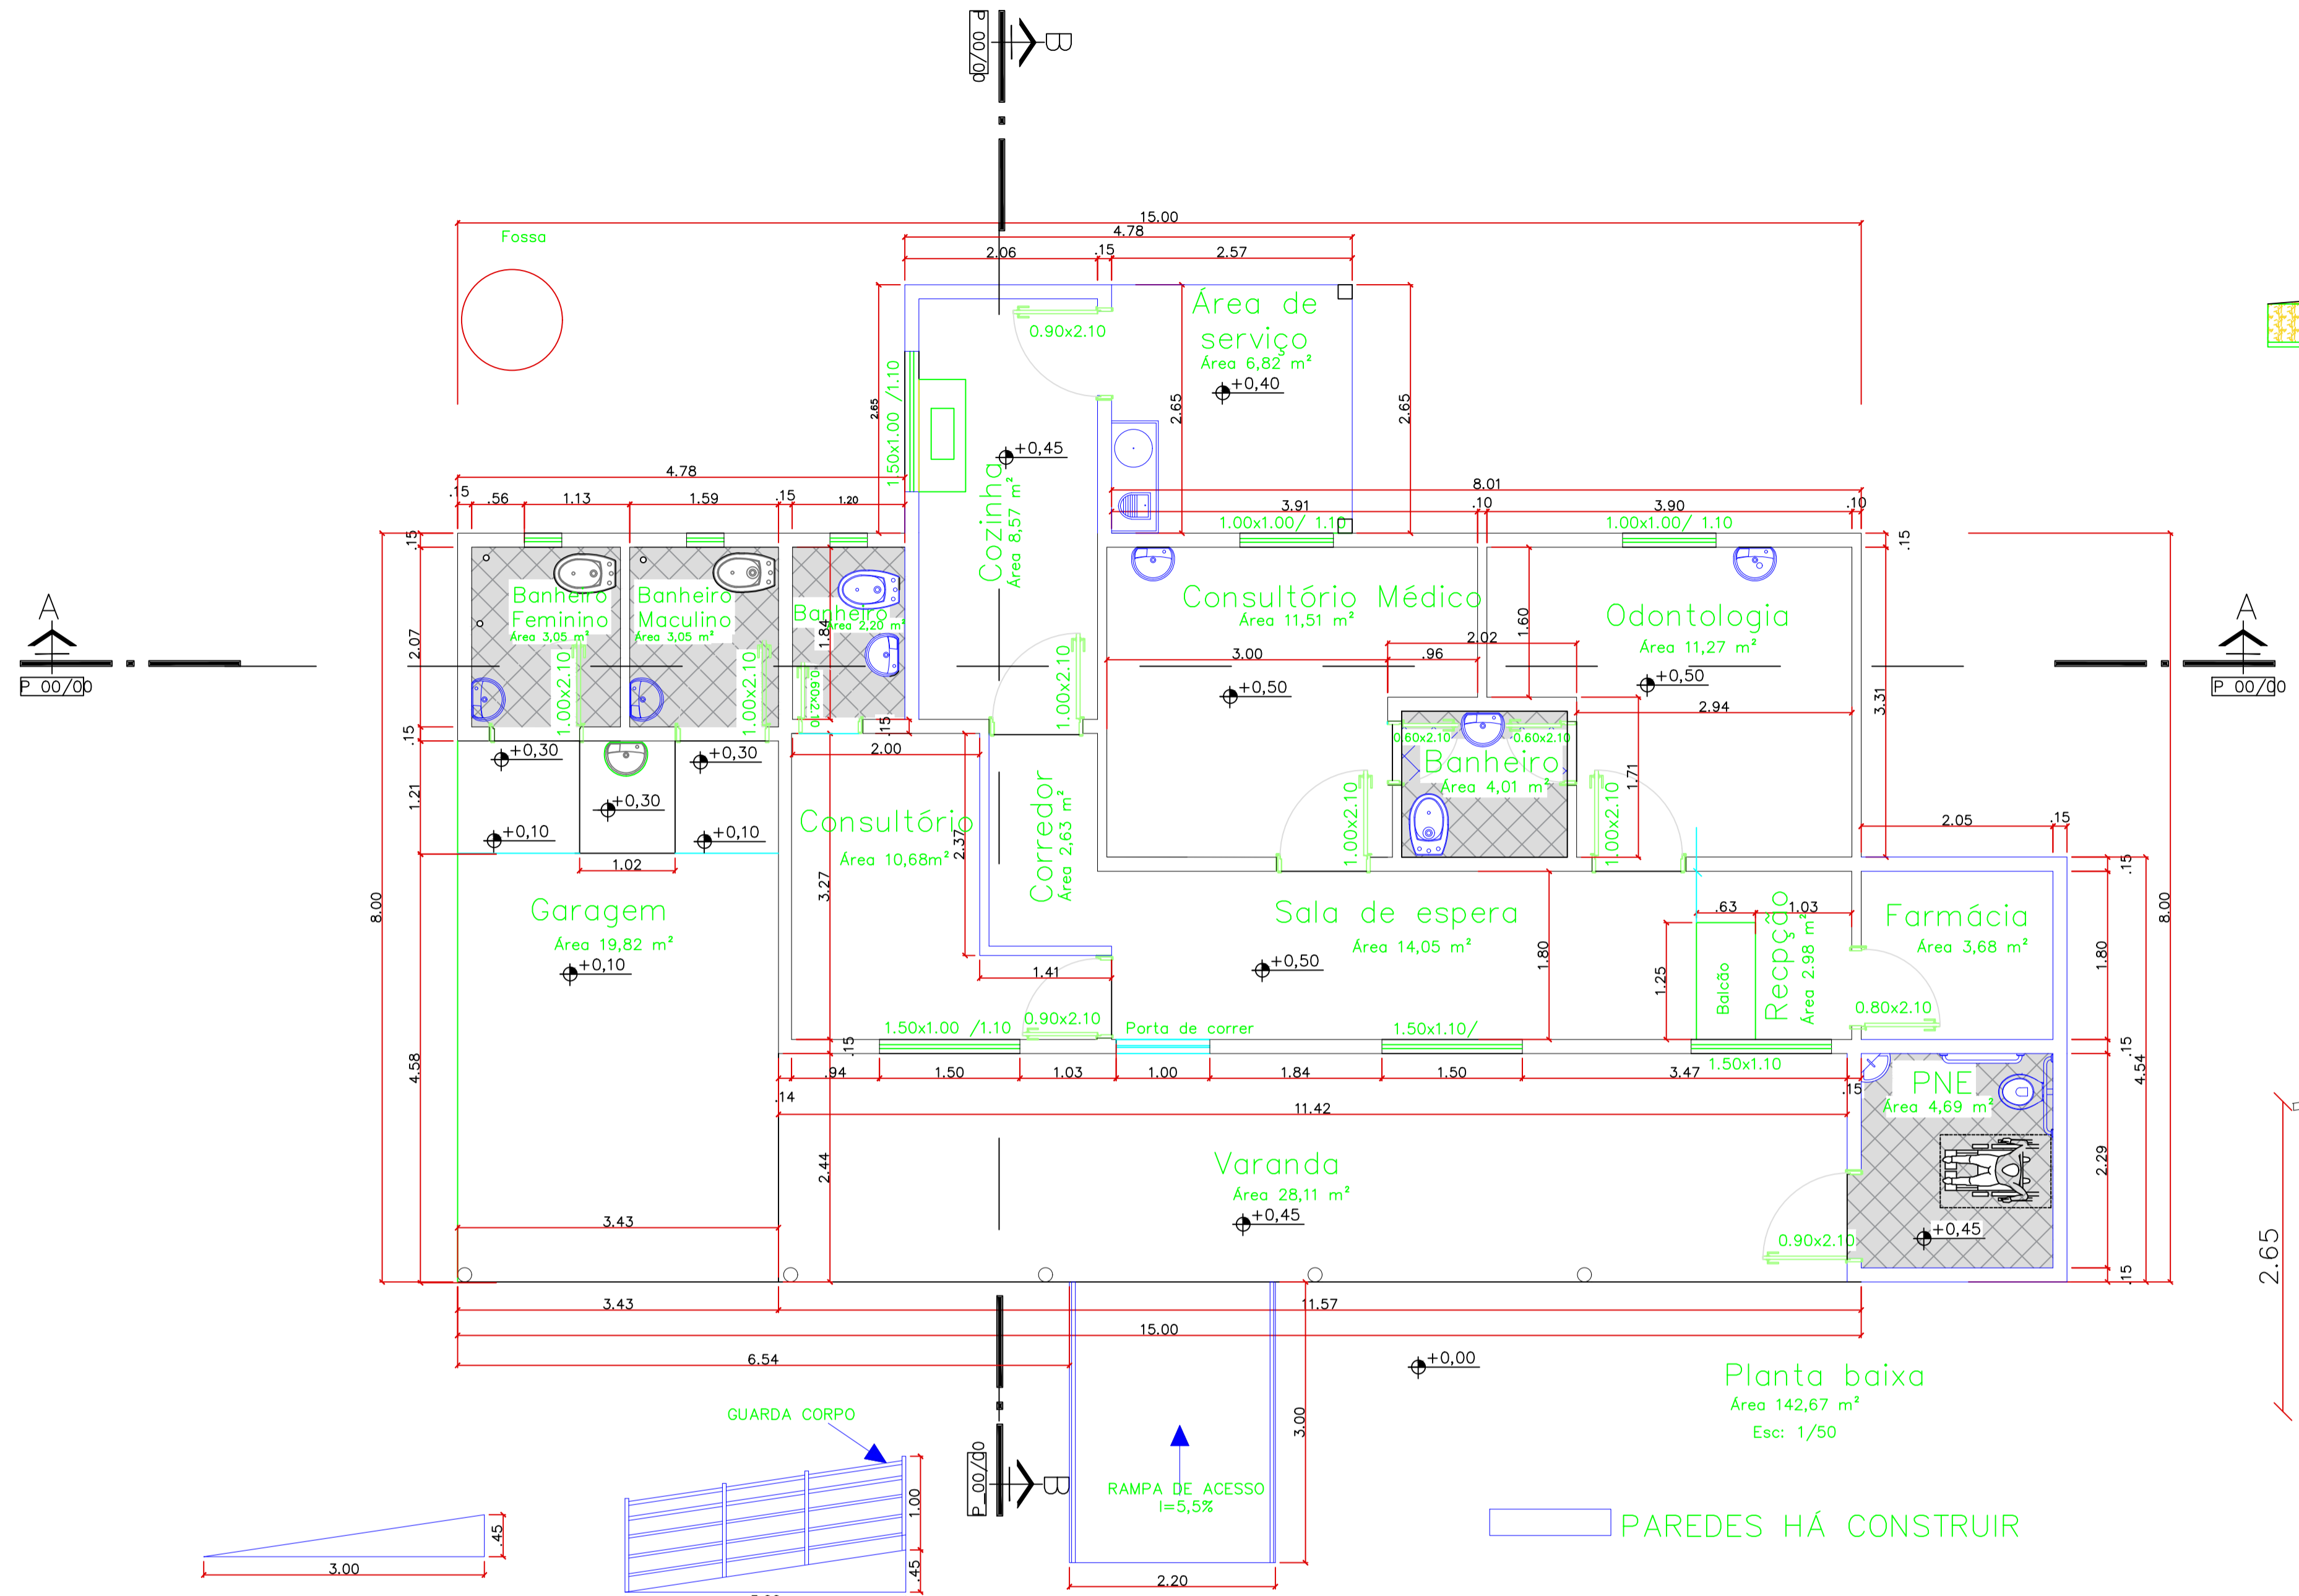 B
P 00/00
15.00
Fossa
4.78
2.06
.15
2.57
Área de
serviço
Área 6,82 m²
+0,40
0.90x2.10
1.50x1.00 /1.10
2.65
2.65
2.65
+0,45
Cozinha
Área 8,57 m²
4.78
.15
.56
1.13
1.59
.15
1.20
8.01
3.91
.10
3.90
.10
1.00x1.00/ 1.10
1.00x1.00/ 1.10
.15
.15
A
P 00/00
A
P 00/00
Banheiro
Feminino
Área 3,05 m²
Banheiro
Maculino
Área 3,05 m²
Banheiro
Área 2,20 m²
1.84
2.07
1.00x2.10
1.00x2.10
0.60x2.10
.15
1.00x2.10
Consultório Médico
Área 11,51 m²
Odontologia
Área 11,27 m²
1.60
2.02
3.00
.96
+0,50
+0,50
2.94
3.31
.15
+0,30
+0,30
+0,30
+0,10
+0,10
1.21
1.02
2.00
0.60x2.10
0.60x2.10
Banheiro
Área 4,01 m²
1.71
1.00x2.10
1.00x2.10
Consultório
Área 10,68m²
2.37
3.27
Corredor
Área 2,63 m²
2.05
.15
.15
8.00
8.00
Garagem
Área 19,82 m²
+0,10
4.58
Sala de espera
Área 14,05 m²
+0,50
1.80
.63
1.03
1.25
Balcão
Recpção
Área 2.98 m²
Farmácia
Área 3,68 m²
1.80
0.80x2.10
1.41
1.50x1.00 /1.10
0.90x2.10
Porta de correr
1.50x1.10/
1.50x1.10
.15
.15
4.54
.94
1.50
1.03
1.00
1.84
1.50
3.47
.15
.14
11.42
PNE
Área 4,69 m²
2.29
2.44
Varanda
Área 28,11 m²
+0,45
+0,45
0.90x2.10
.15
2.65
3.43
3.43
11.57
15.00
6.54
+0,00
Planta baixa
Área 142,67 m²
Esc: 1/50
GUARDA CORPO
3.00
P 00/00
B
RAMPA DE ACESSO
I=5,5%
1.00
.45
.45
3.00
2.20
PAREDES HÁ CONSTRUIR